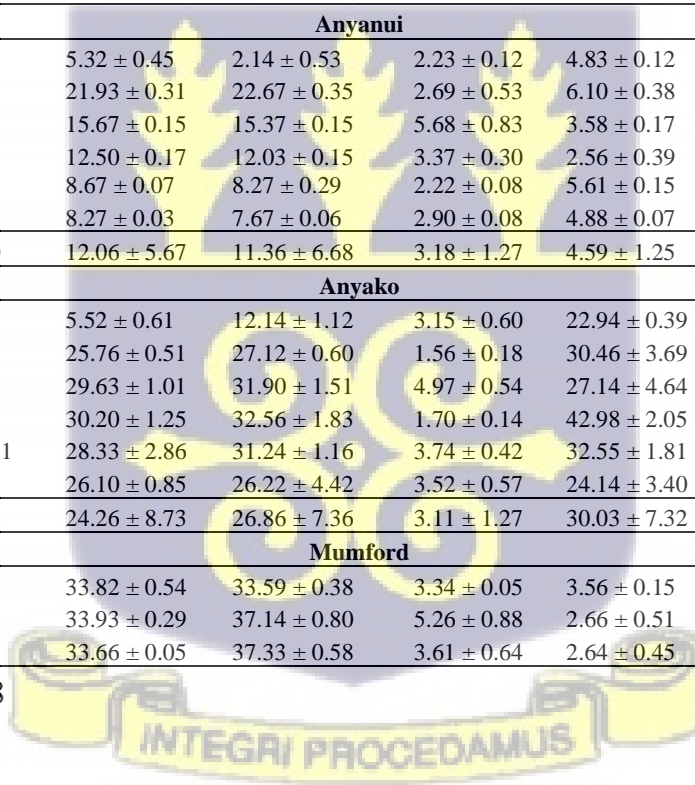 Anyanui
5.32 ± 0.45 2.14 ± 0.53 2.23 ± 0.12 4.83 ± 0.12
21.93 ± 0.31 22.67 ± 0.35 2.69 ± 0.53 6.10 ± 0.38
15.67 ± 0.15 15.37 ± 0.15 5.68 ± 0.83 3.58 ± 0.17
12.50 ± 0.17 12.03 ± 0.15 3.37 ± 0.30 2.56 ± 0.39
8.67 ± 0.07 8.27 ± 0.29 2.22 ± 0.08 5.61 ± 0.15
8.27 ± 0.03 7.67 ± 0.06 2.90 ± 0.08 4.88 ± 0.07
12.06 ± 5.67 11.36 ± 6.68 3.18 ± 1.27 4.59 ± 1.25
Anyako
5.52 ± 0.61 12.14 ± 1.12 3.15 ± 0.60 22.94 ± 0.39
25.76 ± 0.51 27.12 ± 0.60 1.56 ± 0.18 30.46 ± 3.69
29.63 ± 1.01 31.90 ± 1.51 4.97 ± 0.54 27.14 ± 4.64
30.20 ± 1.25 32.56 ± 1.83 1.70 ± 0.14 42.98 ± 2.05
1 28.33 ± 2.86 31.24 ± 1.16 3.74 ± 0.42 32.55 ± 1.81
26.10 ± 0.85 26.22 ± 4.42 3.52 ± 0.57 24.14 ± 3.40
24.26 ± 8.73 26.86 ± 7.36 3.11 ± 1.27 30.03 ± 7.32
Mumford
33.82 ± 0.54 33.59 ± 0.38 3.34 ± 0.05 3.56 ± 0.15
33.93 ± 0.29 37.14 ± 0.80 5.26 ± 0.88 2.66 ± 0.51
33.66 ± 0.05 37.33 ± 0.58 3.61 ± 0.64 2.64 ± 0.45
INTEGRI PROCEDAMUS